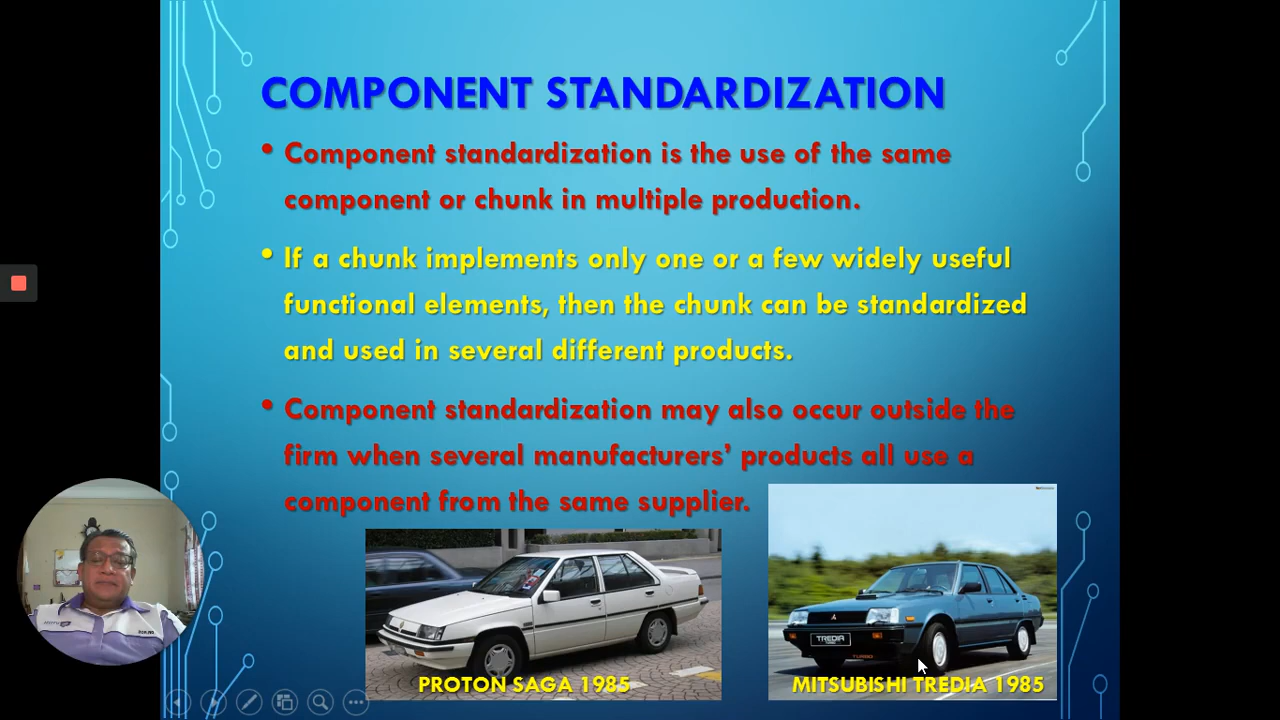 COMPONENT STANDARDIZATION
• Component standardization is the use of the same
component or chunk in multiple production.
• If a chunk implements only one or a few widely useful
functional elements, then the chunk can be standardized
and used in several different products.
• Component standardization may also occur outside the
firm when several manufacturers’ products all use a
component from the same supplier.
PROTON SAGA 1985
TREDIA
TURBO
MITSUBISHI TREDIA 1985